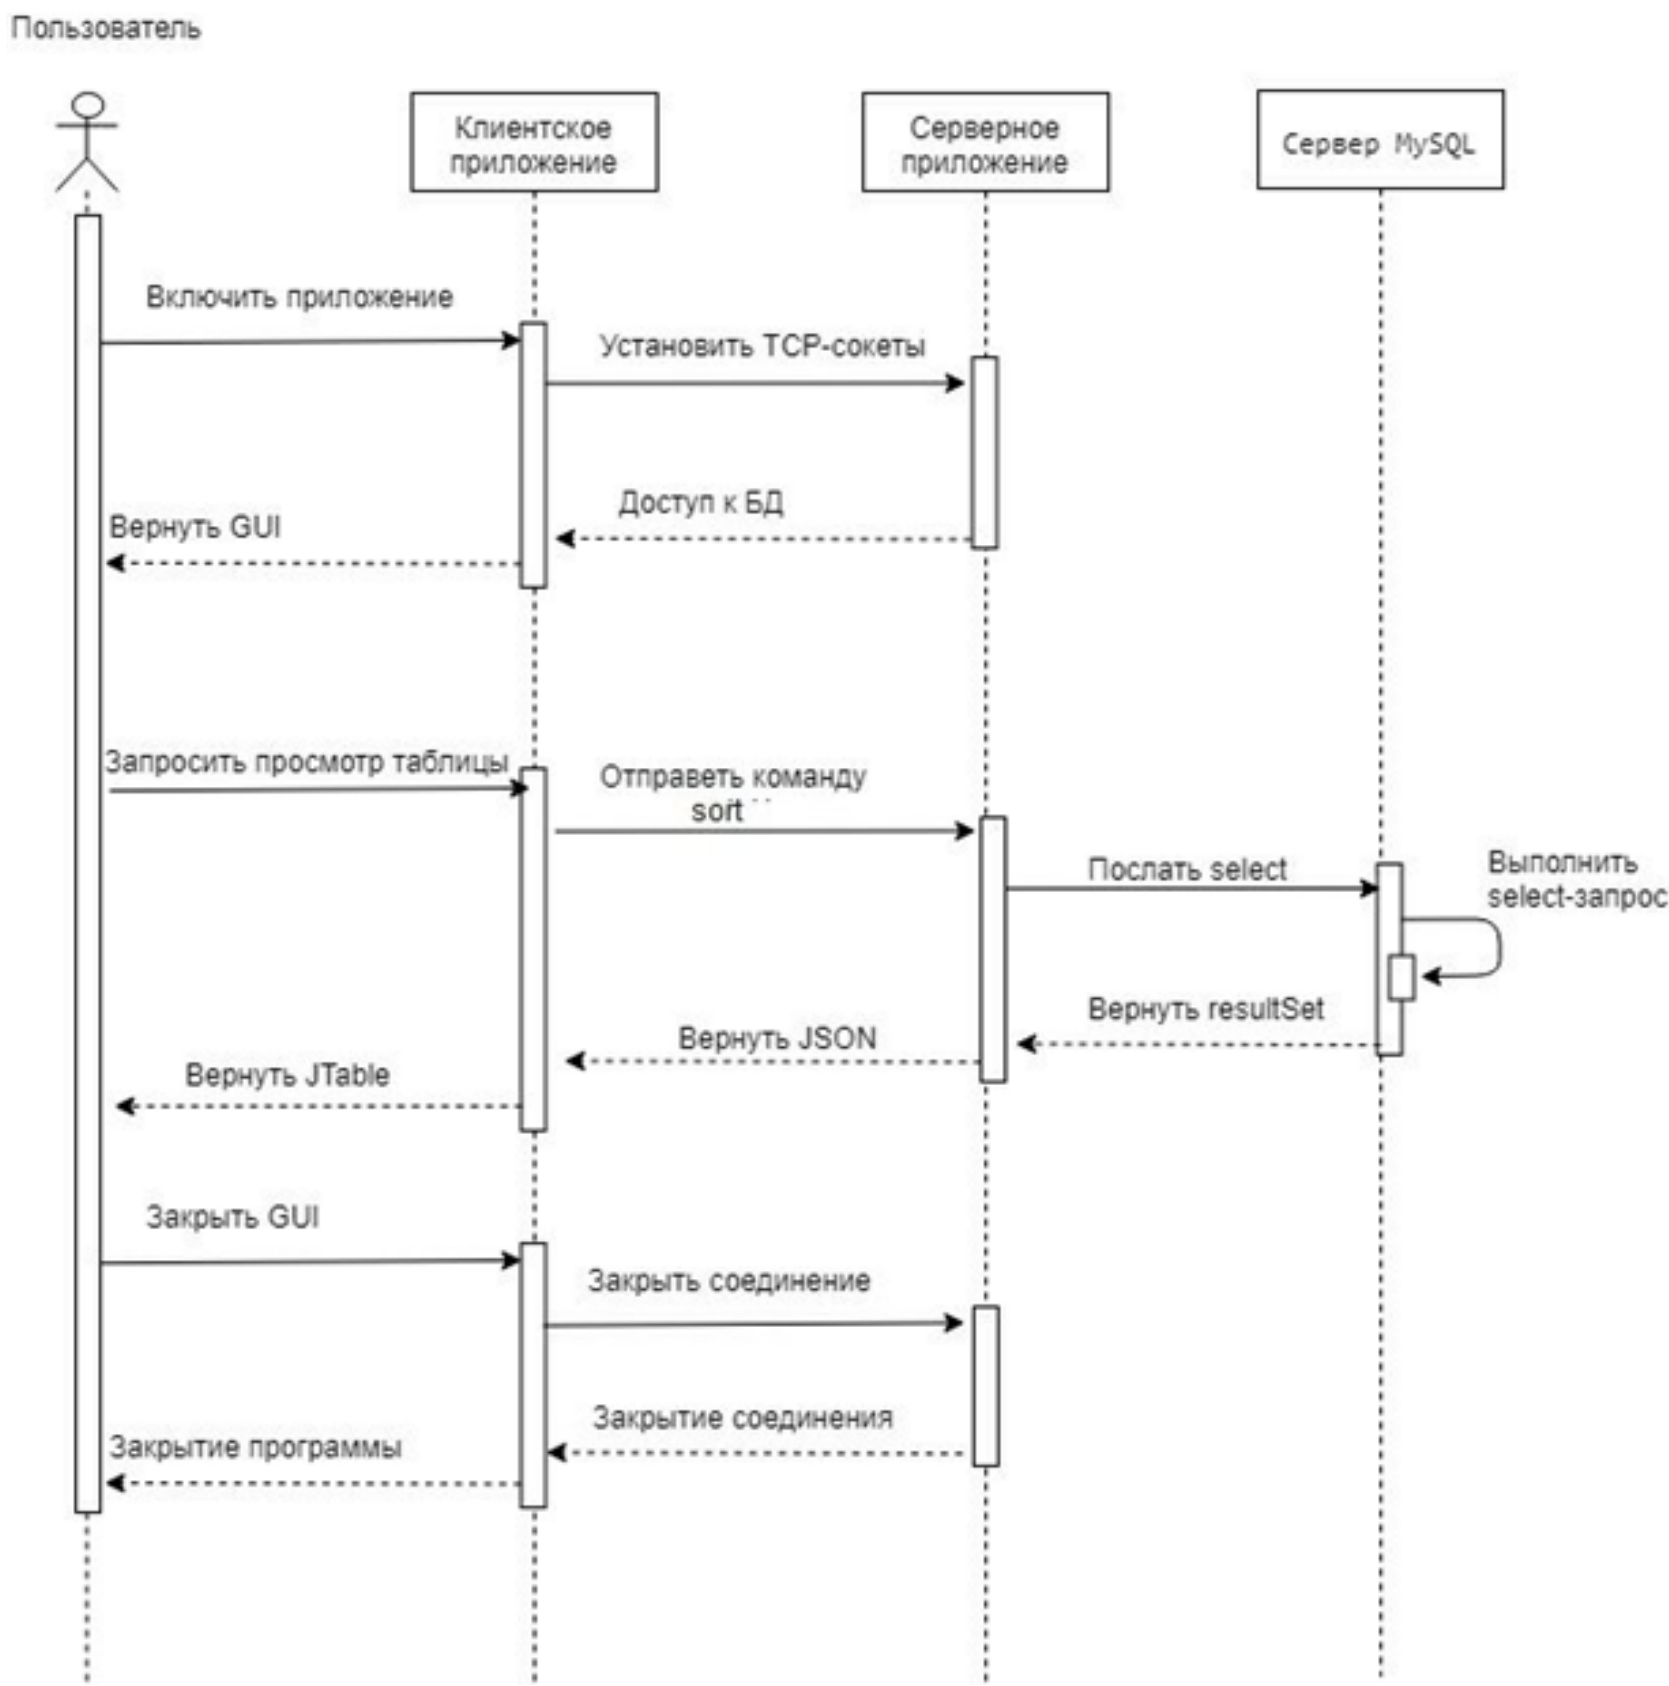 Пользователь
Клиентское
приложение
Серверное
приложение
Сервер MySQL
Включить приложение
Установить TCP-сокеты
Доступ к БД
Вернуть GUI
Запросить просмотр таблицы
Отправеть команду
sort
Послать select
Выполнить
select-запрос
Вернуть resultSet
Вернуть JSON
Вернуть JTable
Закрыть GUI
Закрыть соединение
Закрытие соединения
Закрытие программы